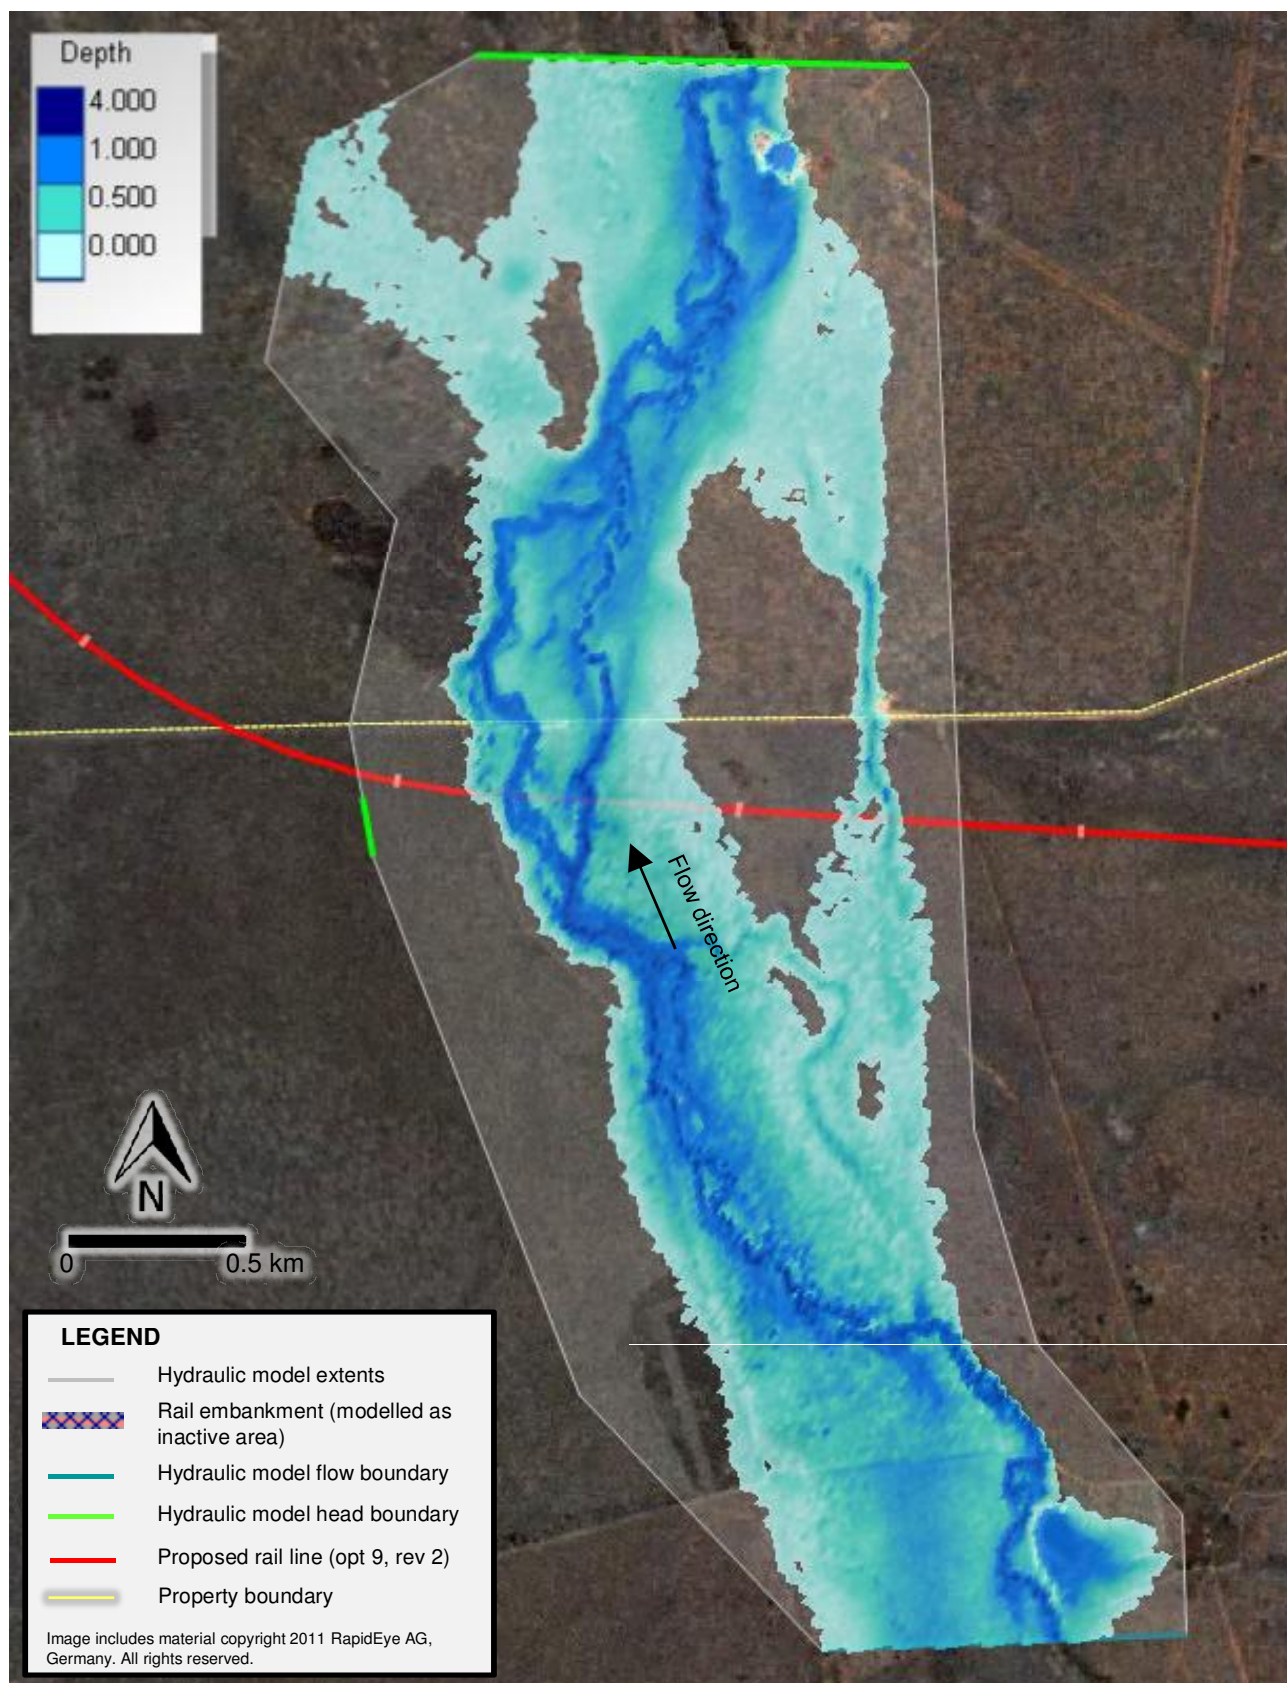 Depth
4.000
1.000
0.500
0.000
Flow direction
N
0
0.5 km
LEGEND
Hydraulic model extents
Rail embankment (modelled as
inactive area)
Hydraulic model flow boundary
Hydraulic model head boundary
Proposed rail line (opt 9, rev 2)
Property boundary
Image includes material copyright 2011 RapidEye AG,
Germany. All rights reserved.